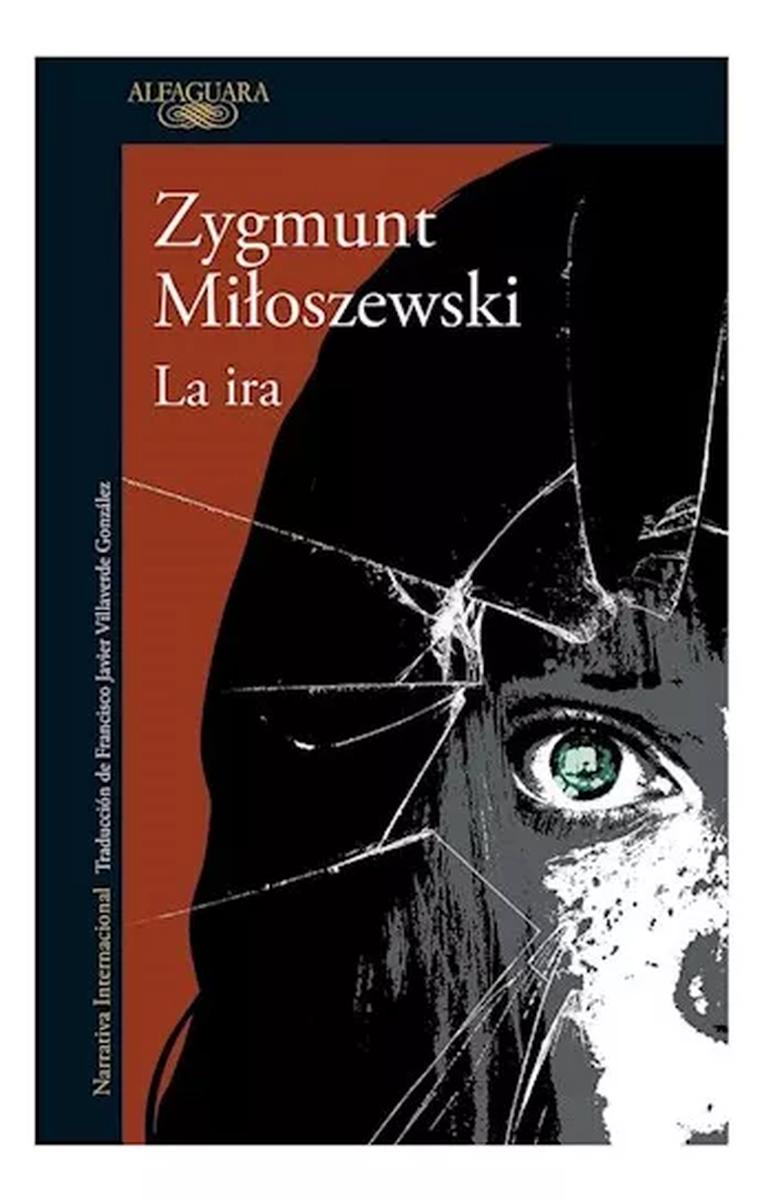 ALFAGUARA
Zygmunt
Miłoszewski
La ira
Narrativa Internacional Traducción de Francisco Javier Villaverde González